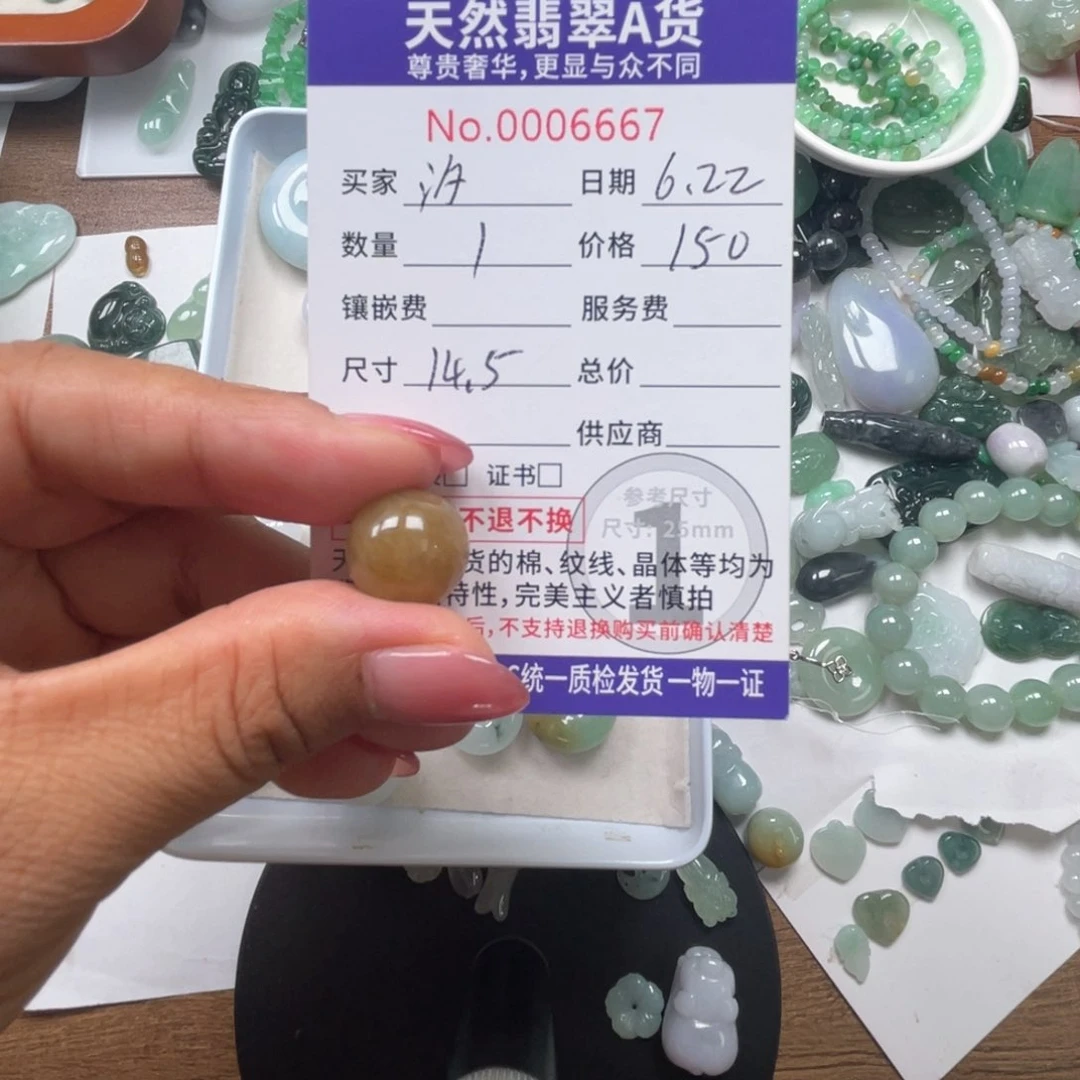 天然翡翠A货
尊贵奢华,更显与众不同
No.0006667
买家 汐 日期 6.22
数量 1 价格 150
镶嵌费 服务费
尺寸 14.5 总价
供应商
证书□
不退不换
参考尺寸
尺寸: 25mm
1
天 货的棉、纹线、晶体等均为
特性,完美主义者慎拍
后,不支持退换购买前确认清楚
统一质检发货 一物一证